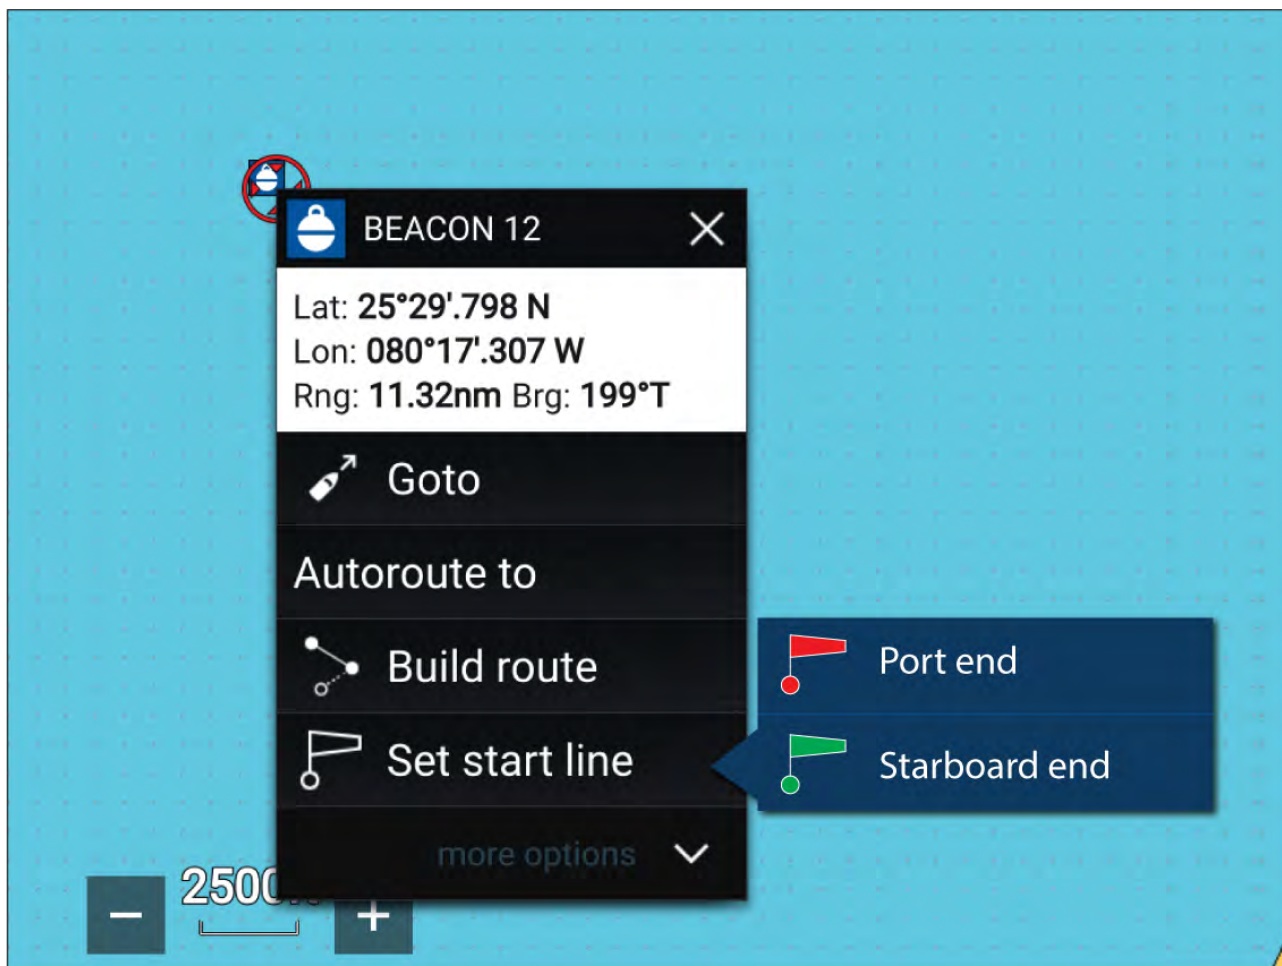 BEACON 12
Lat: 25°29'.798 N
Lon: 080°17'.307 W
Rng: 11.32nm Brg: 199°T
Goto
Autoroute to
Build route
Port end
Set start line
Starboard end
more options